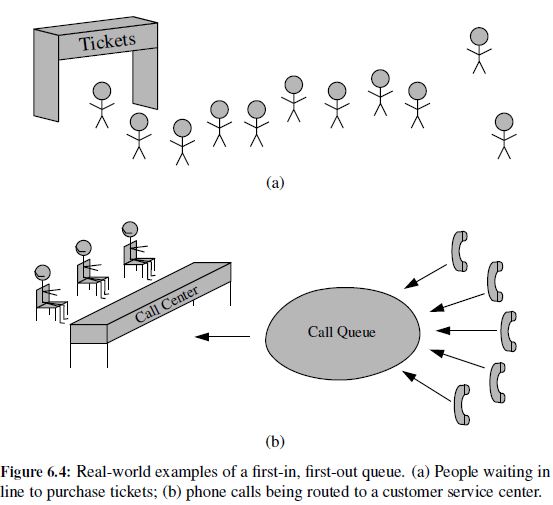 Tickets
(a)
Call Center
Call Queue
(b)
Figure 6.4: Real-world examples of a first-in, first-out queue. (a) People waiting in
line to purchase tickets; (b) phone calls being routed to a customer service center.